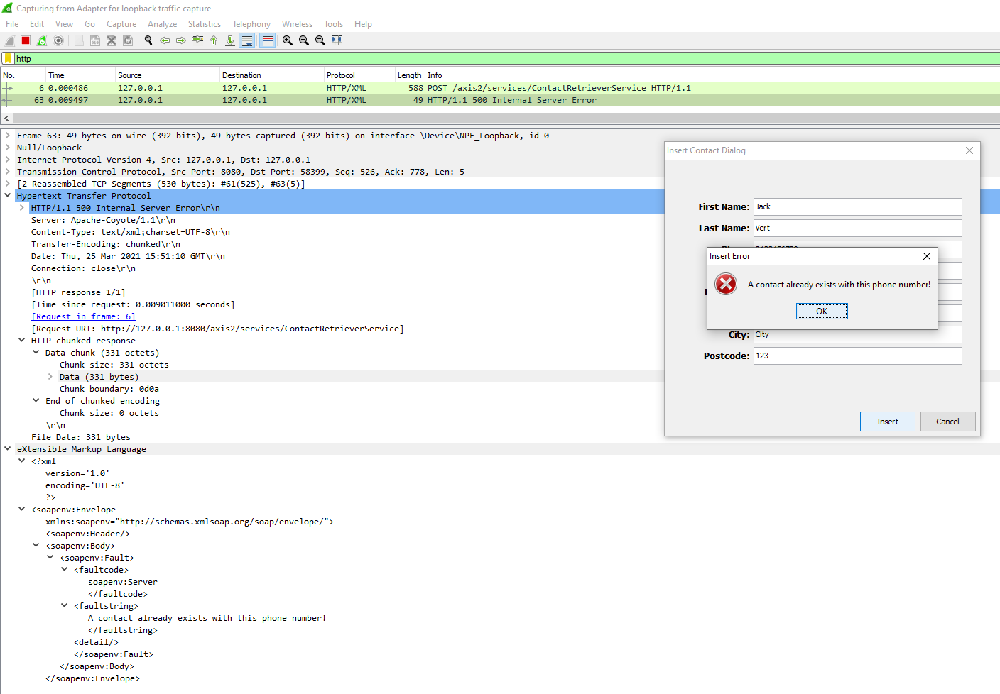 Capturing from Adapter for loopback traffic capture
File Edit View Go Capture Analyze Statistics Telephony Wireless Tools Help
http
No. Time Source Destination Protocol Length Info
6 0.000486 127.0.0.1 127.0.0.1 HTTP/XML 588 POST /axis2/services/ContactRetrieverService HTTP/1.1
63 0.009497 127.0.0.1 127.0.0.1 HTTP/XML 49 HTTP/1.1 500 Internal Server Error
Frame 63: 49 bytes on wire (392 bits), 49 bytes captured (392 bits) on interface \Device\NPF_Loopback, id 0
Null/Loopback
Internet Protocol Version 4, Src: 127.0.0.1, Dst: 127.0.0.1
Transmission Control Protocol, Src Port: 8080, Dst Port: 58399, Seq: 526, Ack: 778, Len: 5
[2 Reassembled TCP Segments (530 bytes): #61(525), #63(5)]
Hypertext Transfer Protocol
HTTP/1.1 500 Internal Server Error\r\n
Server: Apache-Coyote/1.1\r\n
Content-Type: text/xml;charset=UTF-8\r\n
Transfer-Encoding: chunked\r\n
Date: Thu, 25 Mar 2021 15:51:10 GMT\r\n
Connection: close\r\n
\r\n
[HTTP response 1/1]
[Time since request: 0.009011000 seconds]
[Request in frame: 6]
[Request URI: http://127.0.0.1:8080/axis2/services/ContactRetrieverService]
HTTP chunked response
Data chunk (331 octets)
Chunk size: 331 octets
Data (331 bytes)
Chunk boundary: 0d0a
End of chunked encoding
Chunk size: 0 octets
\r\n
File Data: 331 bytes
eXtensible Markup Language
<?xml
version='1.0'
encoding='UTF-8'
?>
<soapenv:Envelope
xmlns:soapenv="http://schemas.xmlsoap.org/soap/envelope/">
<soapenv:Header/>
<soapenv:Body>
<soapenv:Fault>
<faultcode>
soapenv:Server
</faultcode>
<faultstring>
A contact already exists with this phone number!
</faultstring>
<detail/>
</soapenv:Fault>
</soapenv:Body>
</soapenv:Envelope>
Insert Contact Dialog
First Name: Jack
Last Name: Vert
Insert Error
A contact already exists with this phone number!
OK
City: City
Postcode: 123
Insert Cancel